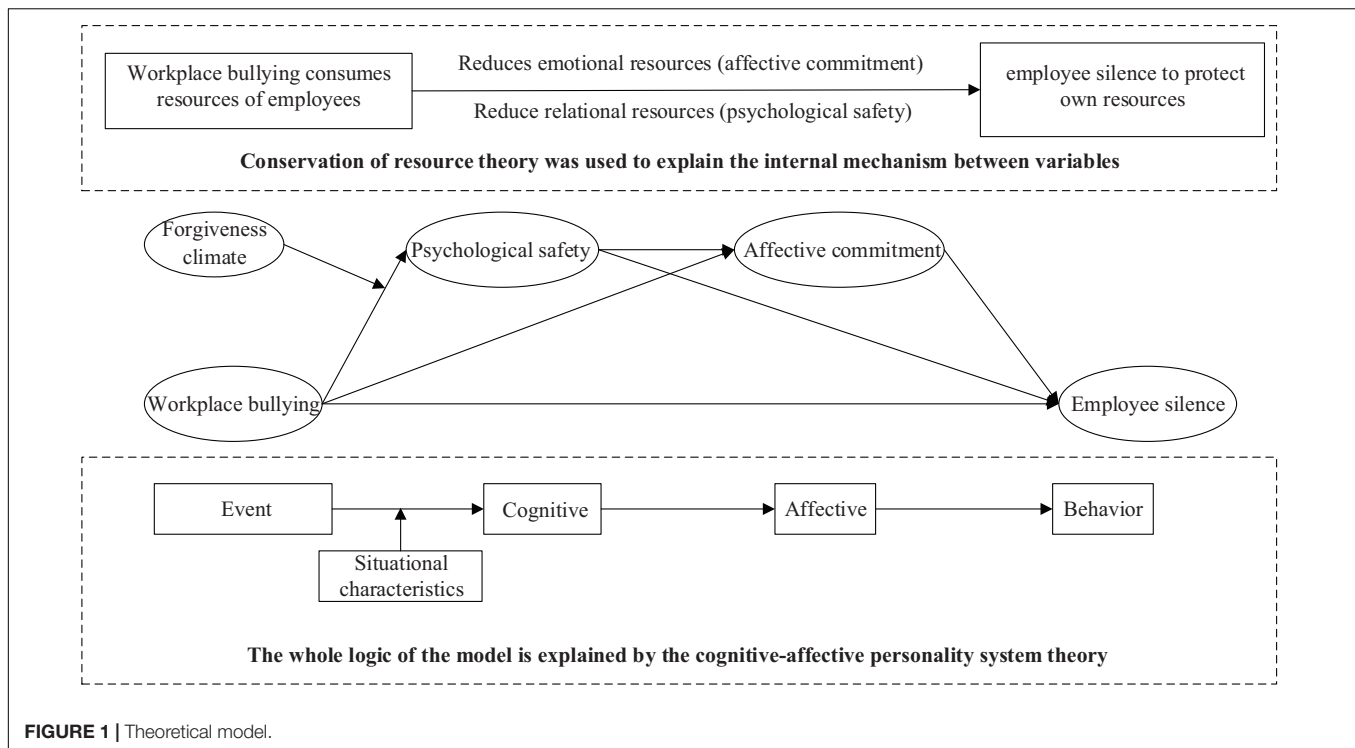 Workplace bullying consumes
resources of employees
Reduces emotional resources (affective commitment)
Reduce relational resources (psychological safety)
employee silence to protect
own resources
Conservation of resource theory was used to explain the internal mechanism between variables
Forgiveness
climate
Psychological safety
Affective commitment
Workplace bullying
Employee silence
Event
Cognitive
Affective
Behavior
Situational
characteristics
The whole logic of the model is explained by the cognitive-affective personality system theory
FIGURE 1 | Theoretical model.